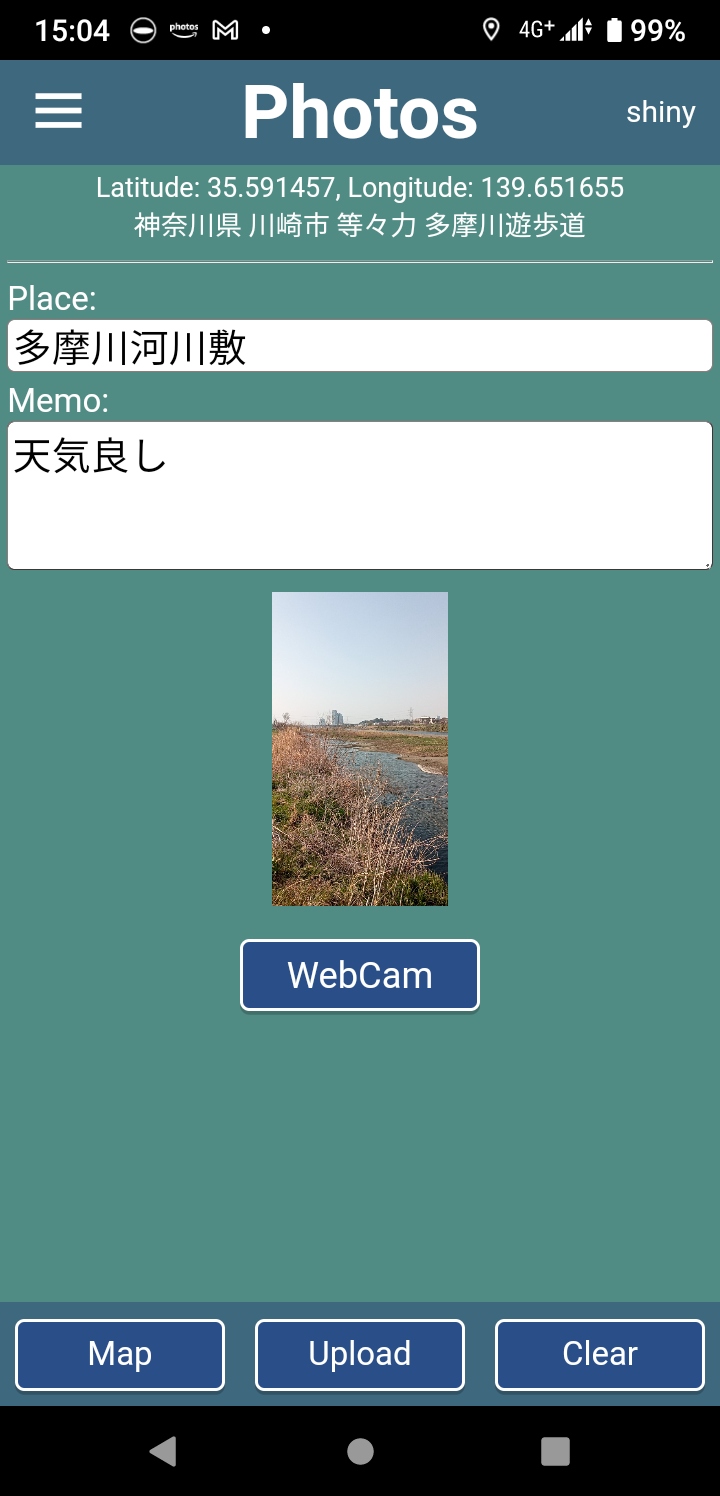 15:04 photos 4G+ 99%
Photos
shiny
Latitude: 35.591457, Longitude: 139.651655
神奈川県 川崎市 等々力 多摩川遊歩道
Place:
多摩川河川敷
Memo:
天気良し
WebCam
Map
Upload
Clear